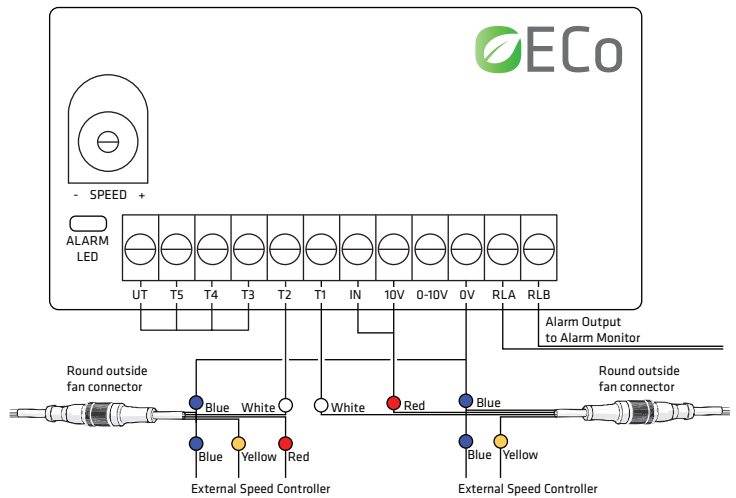 ECo
- SPEED +
ALARM
LED
UT T5 T4 T3 T2 T1 IN 10V 0-10V 0V RLA RLB
Alarm Output
to Alarm Monitor
Round outside
fan connector
Round outside
fan connector
Blue White White Red Blue
Blue Yellow Red Blue Yellow
External Speed Controller
External Speed Controller